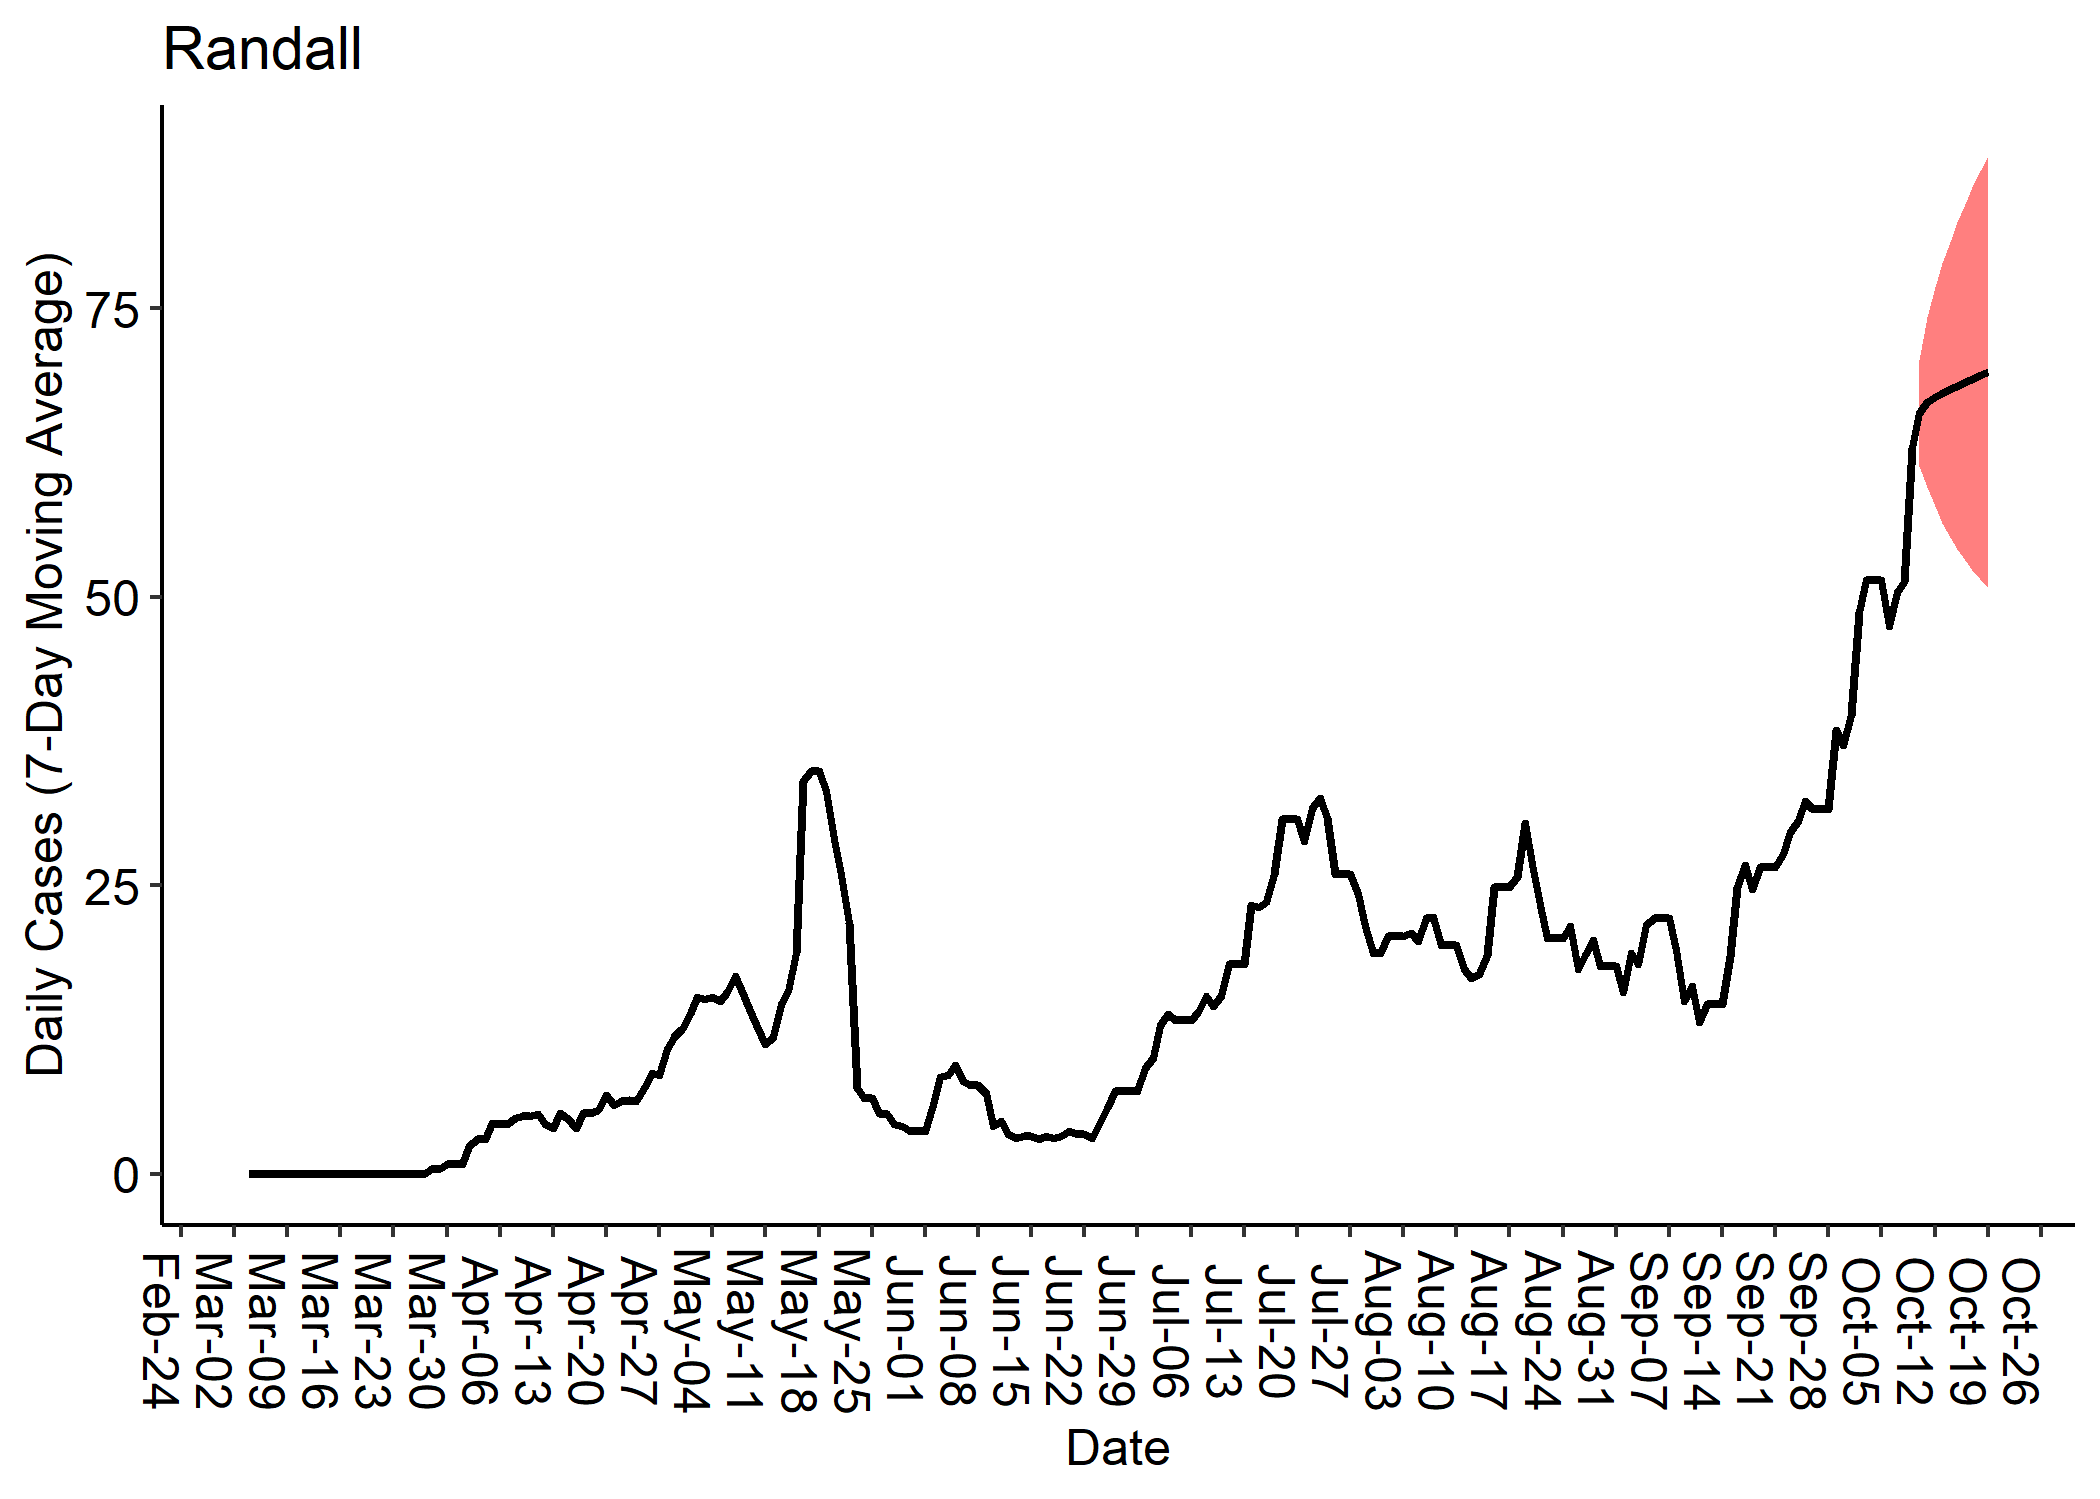 Randall
Daily Cases (7-Day Moving Average)
75
50
25
0
Feb-24
Mar-02
Mar-09
Mar-16
Mar-23
Mar-30
Apr-06
Apr-13
Apr-20
Apr-27
May-04
May-11
May-18
May-25
Jun-01
Jun-08
Jun-15
Jun-22
Jun-29
Jul-06
Jul-13
Jul-20
Jul-27
Aug-03
Aug-10
Aug-17
Aug-24
Aug-31
Sep-07
Sep-14
Sep-21
Sep-28
Oct-05
Oct-12
Oct-19
Oct-26
Date